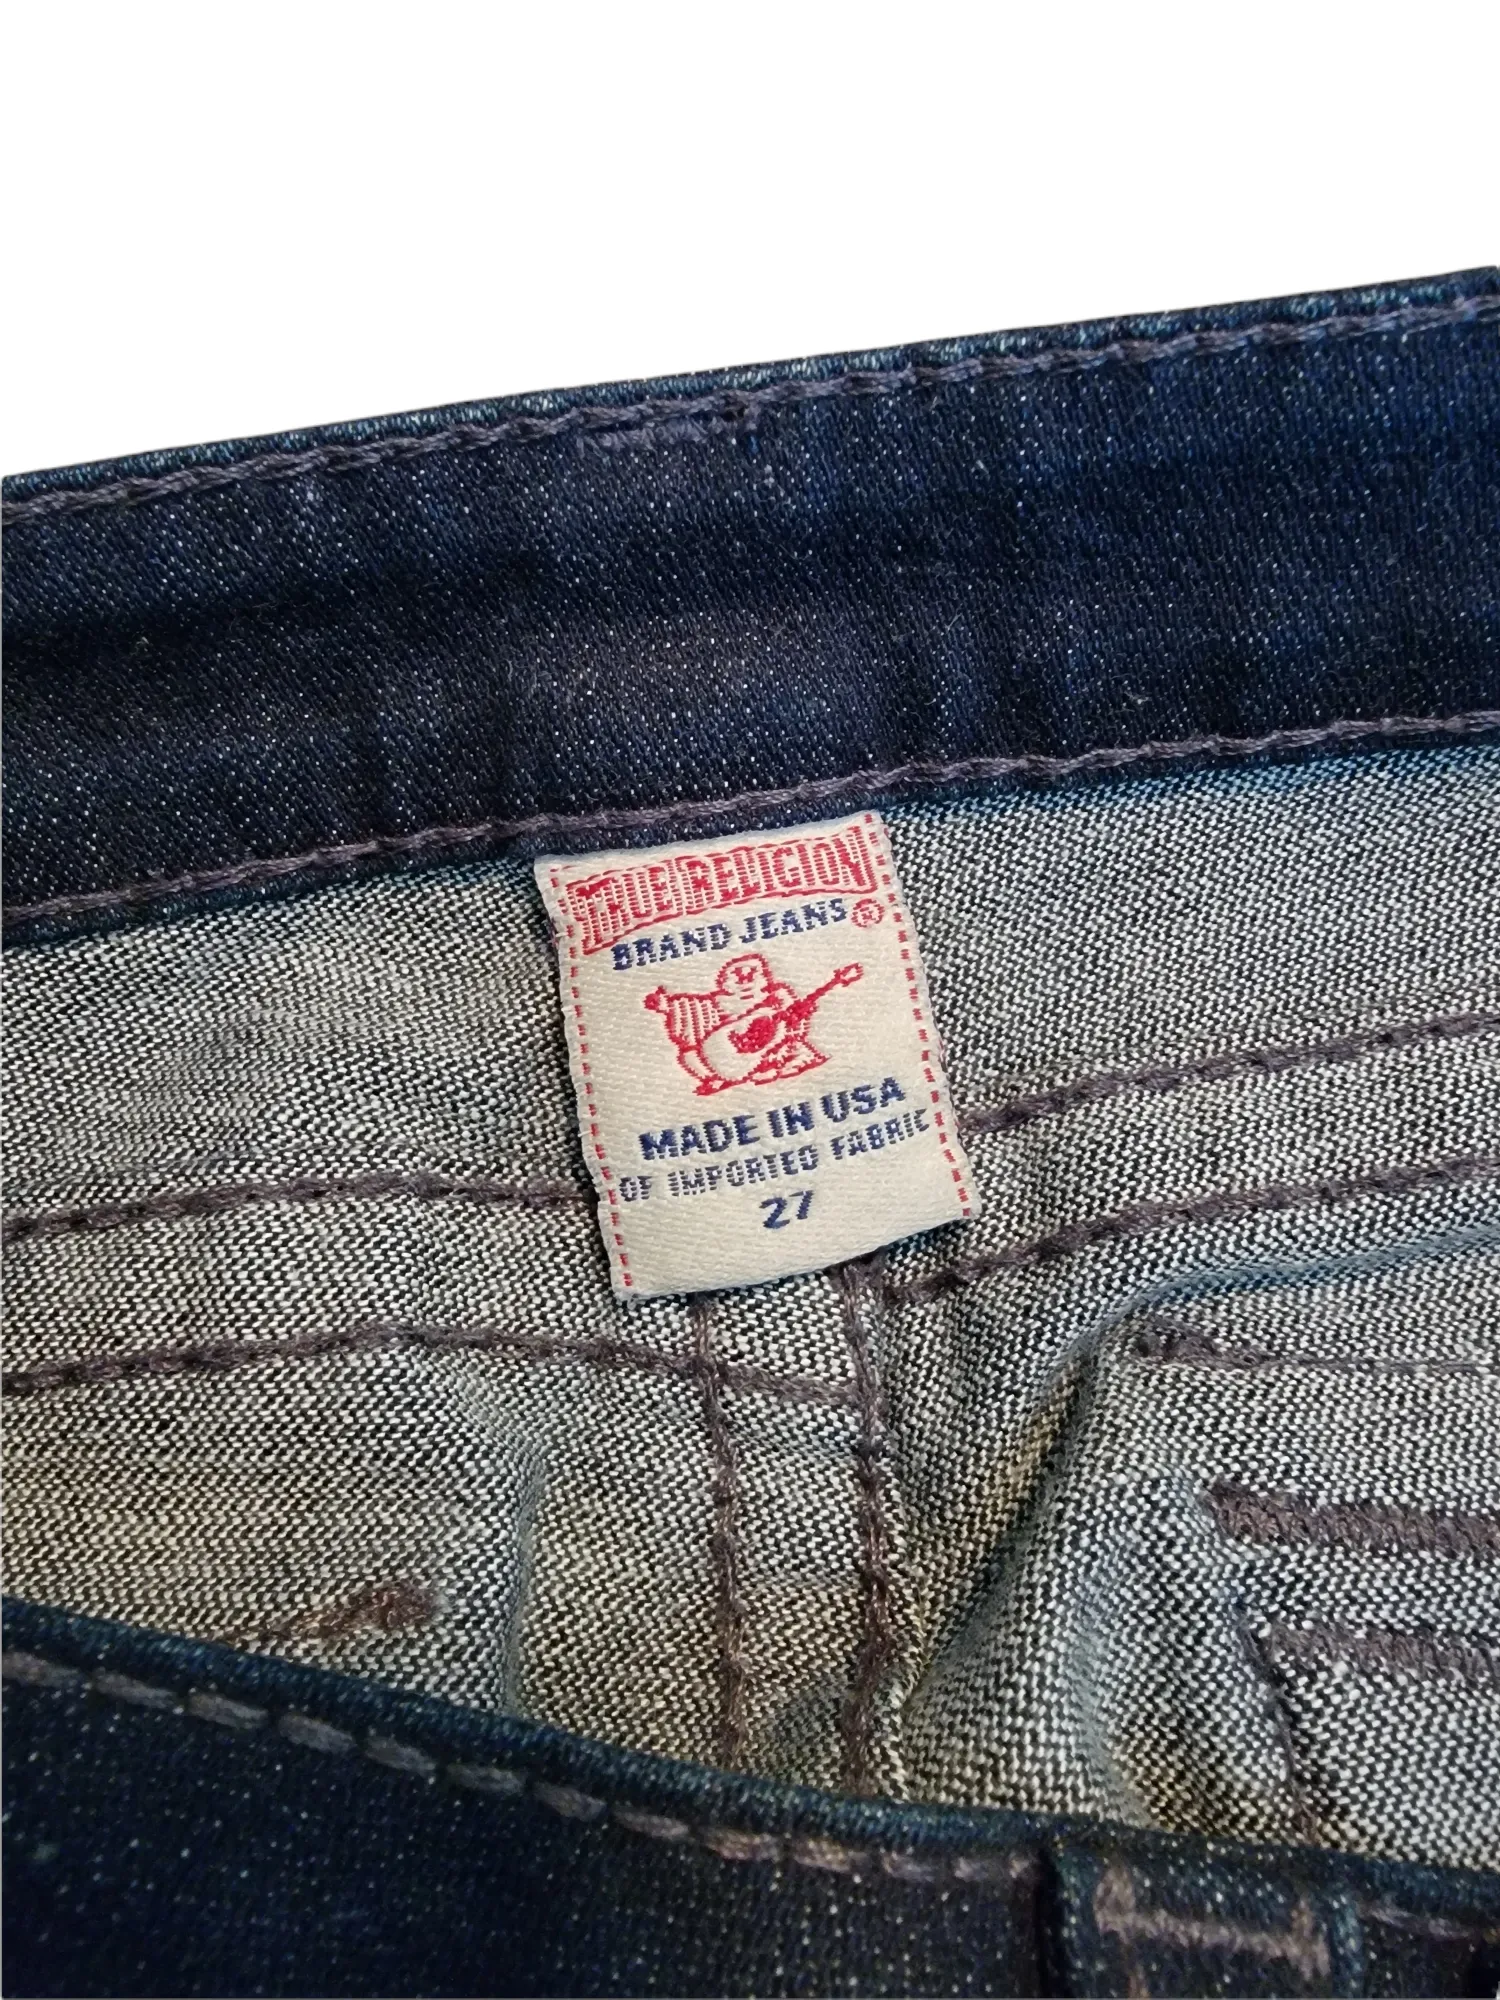 TRUE RELIGION
BRAND JEANS ®
MADE IN USA
OF IMPORTED FABRIC
27